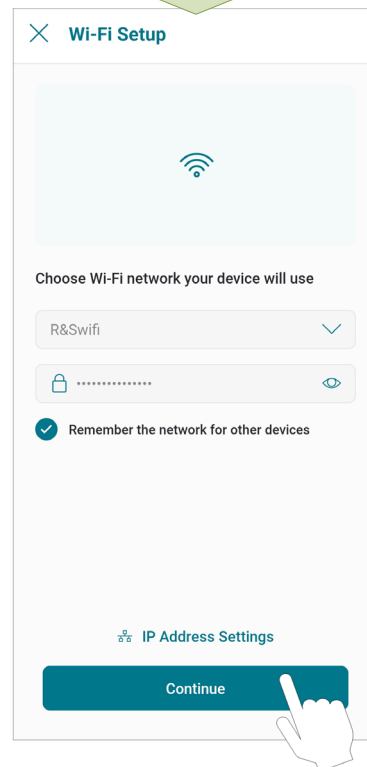 Wi-Fi Setup
Choose Wi-Fi network your device will use
R&Swifi
•••••••••••••••
Remember the network for other devices
IP Address Settings
Continue